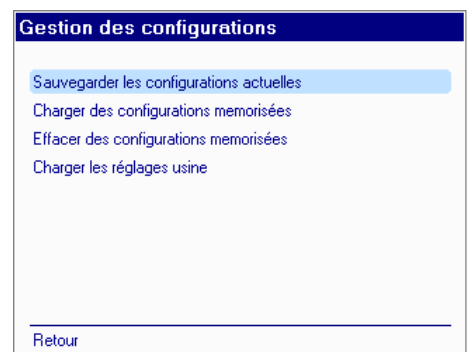 Gestion des configurations
Sauvegarder les configurations actuelles
Charger des configurations memorisées
Effacer des configurations memorisées
Charger les réglages usine
Retour